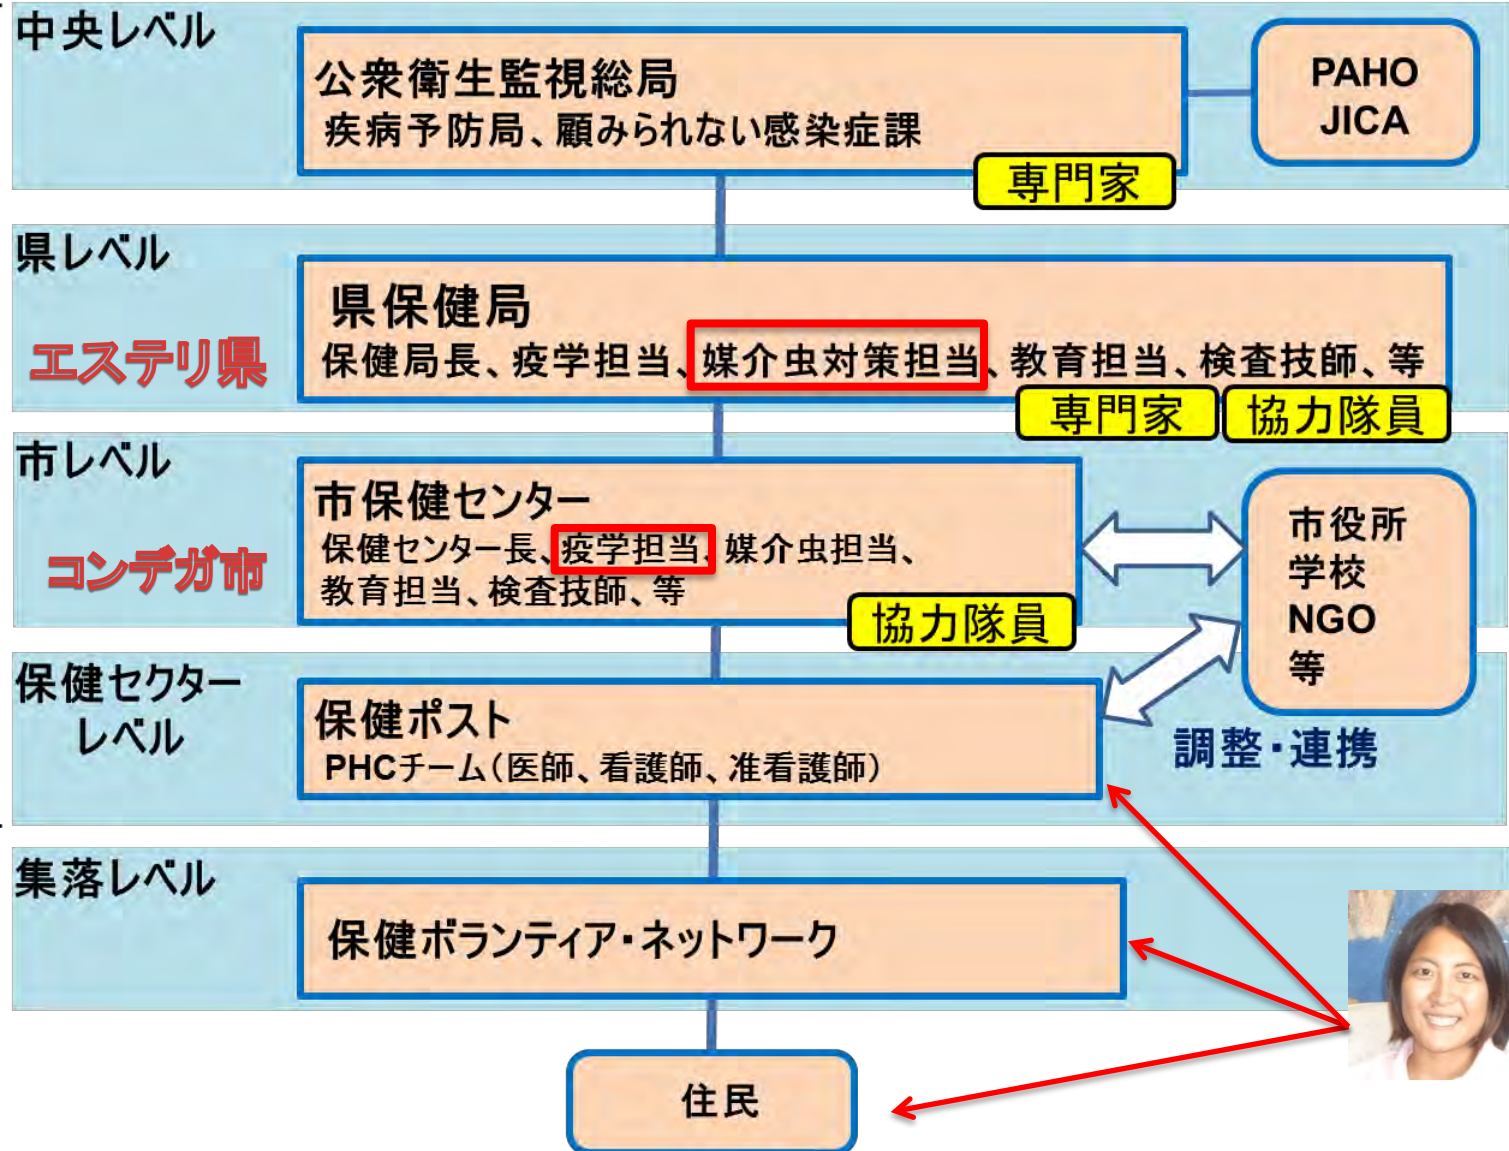 中央レベル
公衆衛生監視総局
疾病予防局、顧みられない感染症課
専門家
PAHO
JICA
県レベル
エステリ県
県保健局
保健局長、疫学担当、媒介虫対策担当、教育担当、検査技師、等
専門家
協力隊員
市レベル
コンデガ市
市保健センター
保健センター長、疫学担当、媒介虫担当、
教育担当、検査技師、等
協力隊員
市役所
学校
NGO
等
保健セクター
レベル
保健ポスト
PHCチーム（医師、看護師、准看護師）
調整・連携
集落レベル
保健ボランティア・ネットワーク
住民